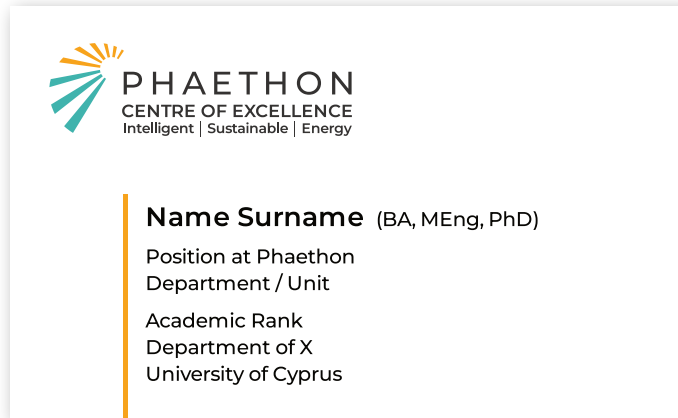 PHAETHON
CENTRE OF EXCELLENCE
Intelligent | Sustainable | Energy
Name Surname (BA, MEng, PhD)
Position at Phaethon
Department / Unit
Academic Rank
Department of X
University of Cyprus